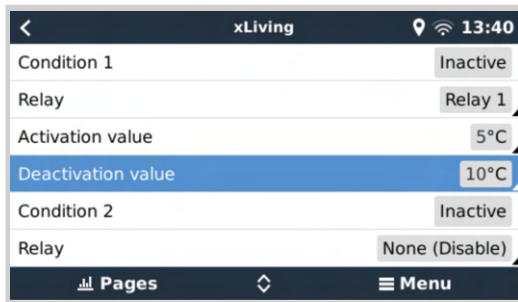 xLiving 13:40
Condition 1 Inactive
Relay Relay 1
Activation value 5°C
Deactivation value 10°C
Condition 2 Inactive
Relay None (Disable)
Pages Menu